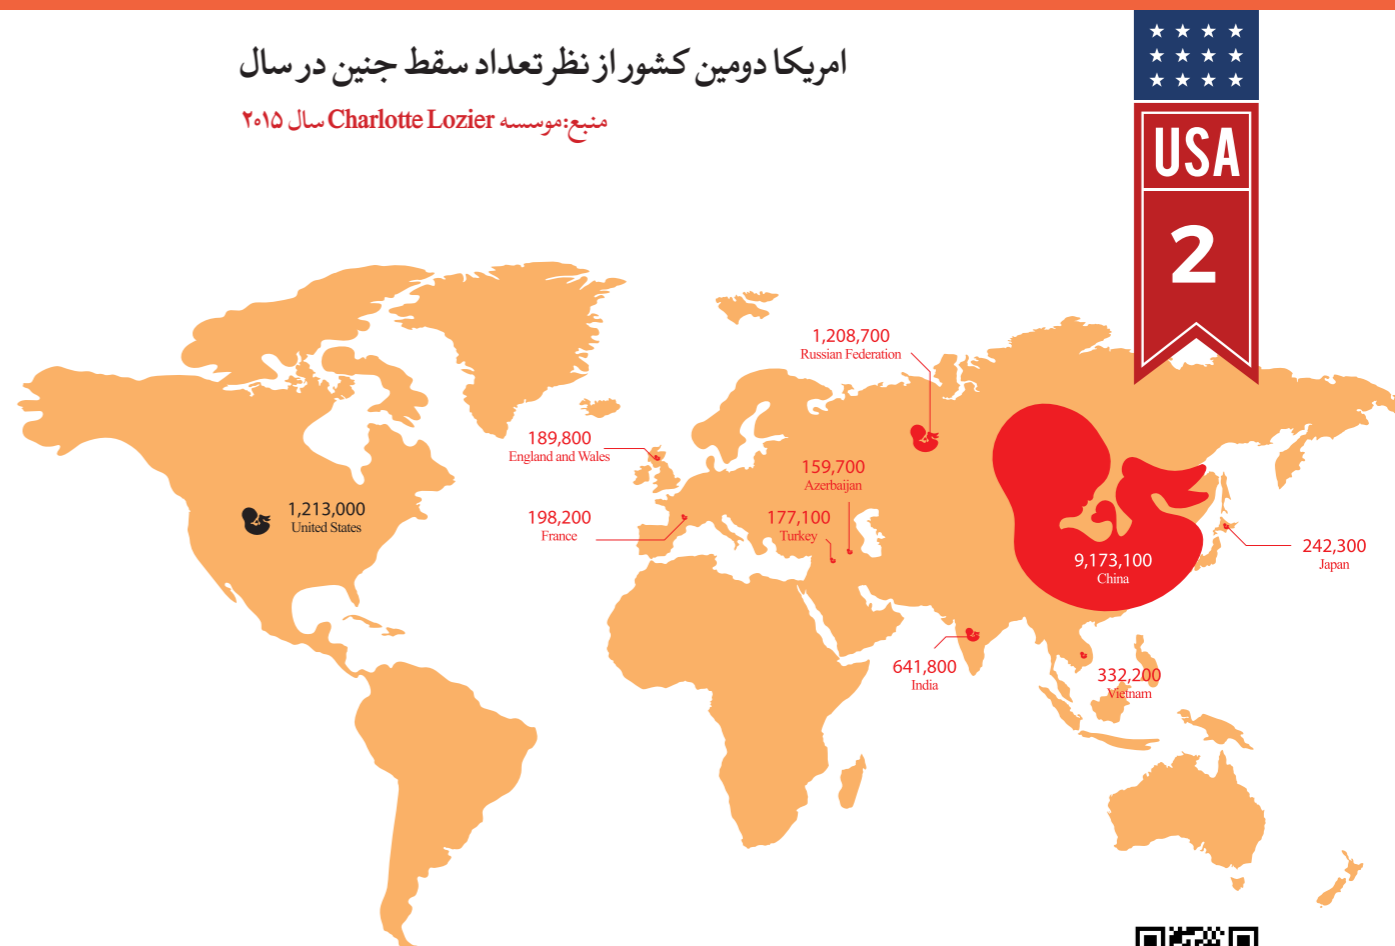 امریکا دومین کشور از نظر تعداد سقط جنین در سال
منبع:موسسه Charlotte Lozier سال ۲۰۱۵
USA
2
1,208,700
Russian Federation
189,800
England and Wales
159,700
Azerbaijan
1,213,000
United States
198,200
France
177,100
Turkey
9,173,100
China
242,300
Japan
641,800
India
332,200
Vietnam